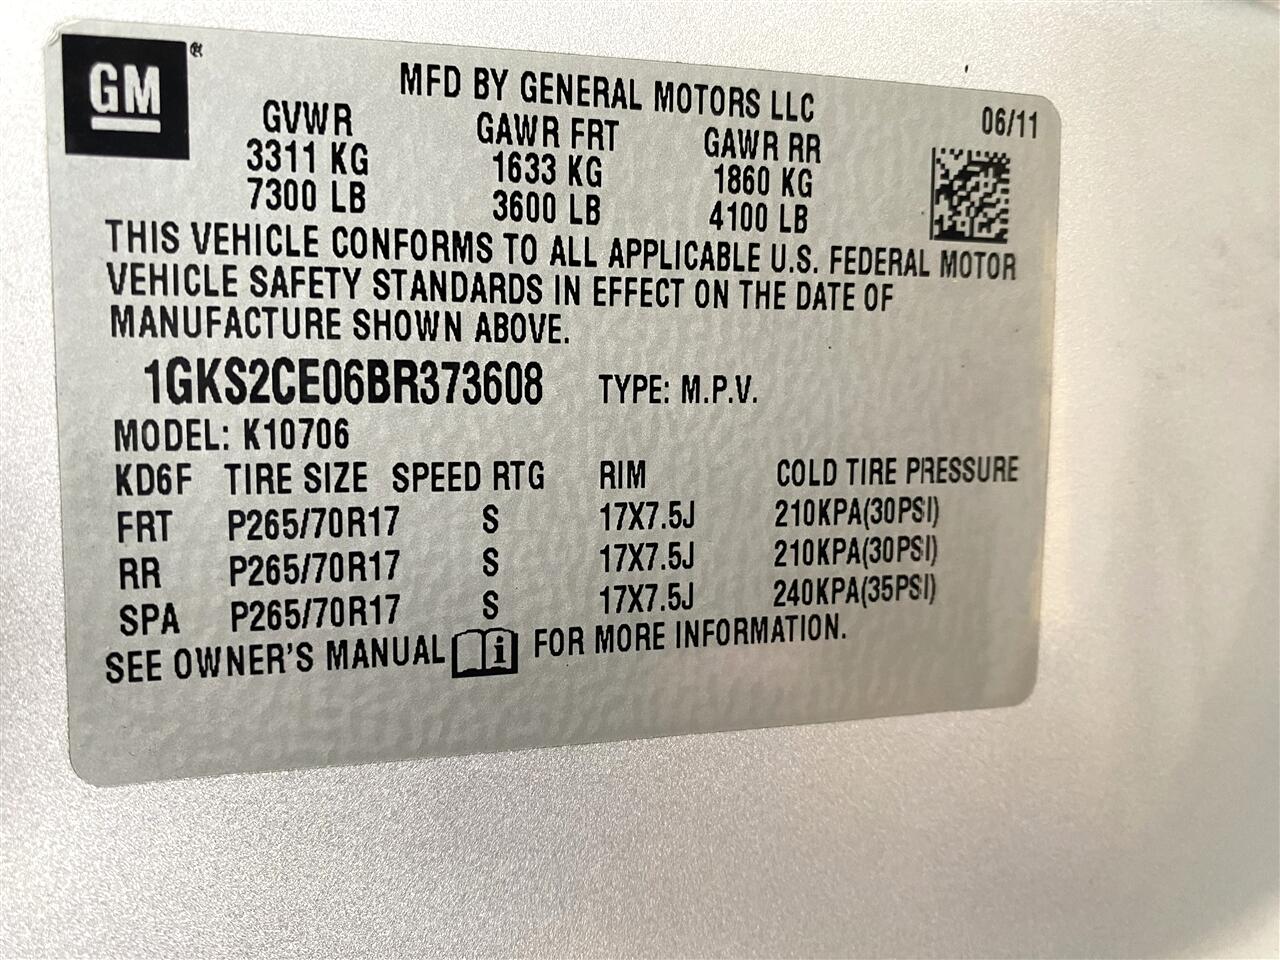 GM ®
MFD BY GENERAL MOTORS LLC
06/11
GVWR GAWR FRT GAWR RR
3311 KG 1633 KG 1860 KG
7300 LB 3600 LB 4100 LB
THIS VEHICLE CONFORMS TO ALL APPLICABLE U.S. FEDERAL MOTOR
VEHICLE SAFETY STANDARDS IN EFFECT ON THE DATE OF
MANUFACTURE SHOWN ABOVE.
1GKS2CE06BR373608 TYPE: M.P.V.
MODEL: K10706
KD6F TIRE SIZE SPEED RTG RIM COLD TIRE PRESSURE
FRT P265/70R17 S 17X7.5J 210KPA(30PSI)
RR P265/70R17 S 17X7.5J 210KPA(30PSI)
SPA P265/70R17 S 17X7.5J 240KPA(35PSI)
SEE OWNER'S MANUAL i FOR MORE INFORMATION.